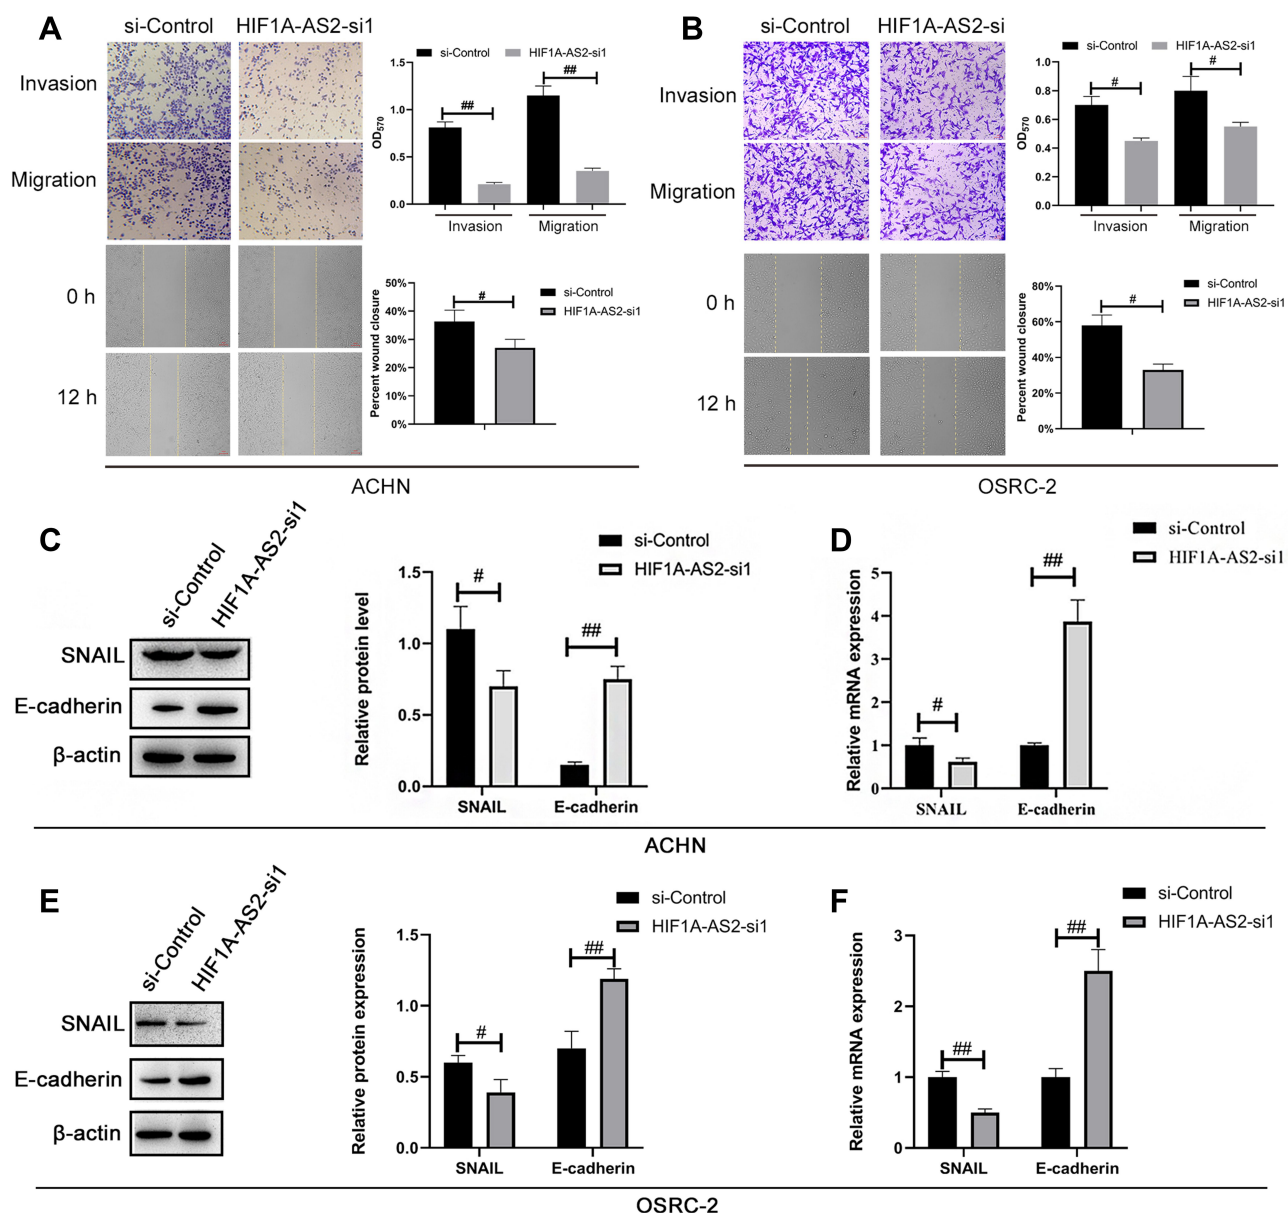 A
si-Control HIF1A-AS2-si1
Invasion
Migration
0 h
12 h
si-Control HIF1A-AS2-si1
OD570
1.5
1.0
0.5
0.0
## ##
Invasion Migration
Percent wound closure
50%
40%
30%
20%
10%
0%
#
si-Control
HIF1A-AS2-si1
ACHN
B
si-Control HIF1A-AS2-si
Invasion
Migration
0 h
12 h
si-Control HIF1A-AS2-si1
OD570
1.0
0.8
0.6
0.4
0.2
0.0
# #
Invasion Migration
Percent wound closure
80%
60%
40%
20%
0%
#
si-Control
HIF1A-AS2-si1
OSRC-2
C
si-Control HIF1A-AS2-si1
SNAIL
E-cadherin
β-actin
si-Control
HIF1A-AS2-si1
Relative protein level
1.5
1.0
0.5
0.0
# ##
SNAIL E-cadherin
D
si-Control
HIF1A-AS2-si1
Relative mRNA expression
5
4
3
2
1
0
# ##
SNAIL E-cadherin
ACHN
E
si-Control HIF1A-AS2-si1
SNAIL
E-cadherin
β-actin
si-Control
HIF1A-AS2-si1
Relative protein expression
1.5
1.0
0.5
0.0
# ##
SNAIL E-cadherin
F
si-Control
HIF1A-AS2-si1
Relative mRNA expression
3
2
1
0
## ##
SNAIL E-cadherin
OSRC-2